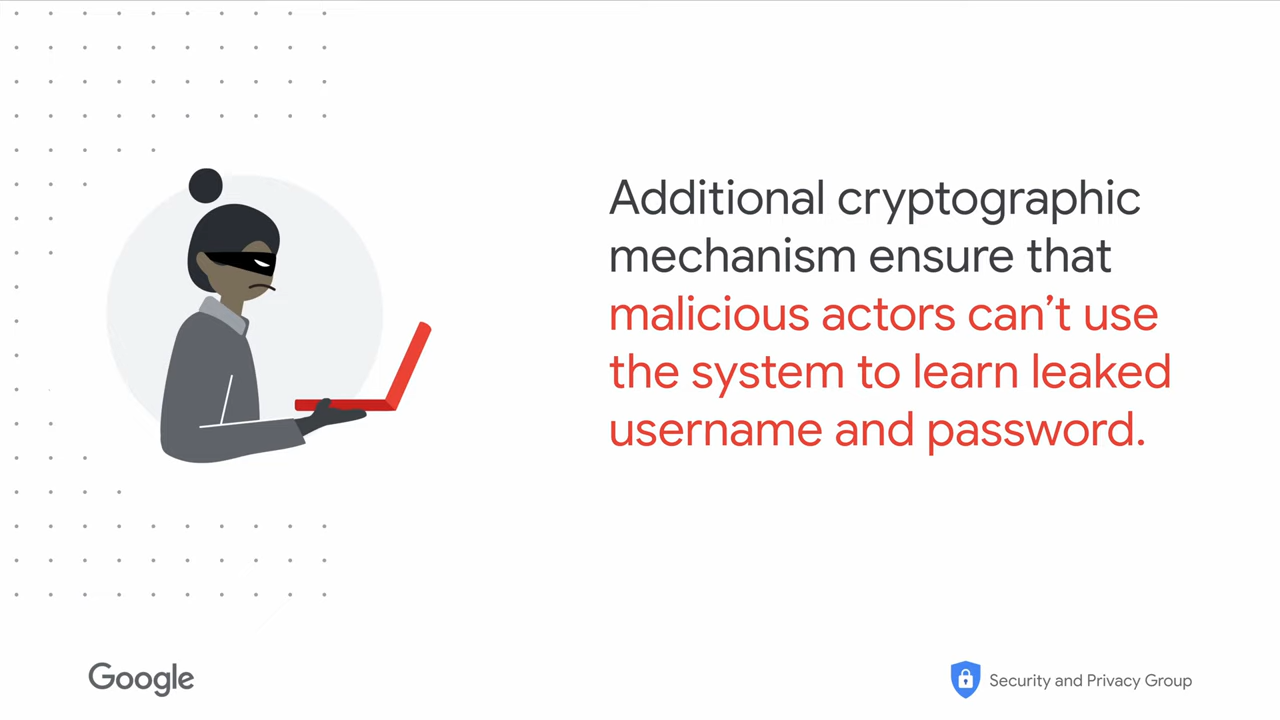 Additional cryptographic
mechanism ensure that
malicious actors can’t use
the system to learn leaked
username and password.
Google
Security and Privacy Group